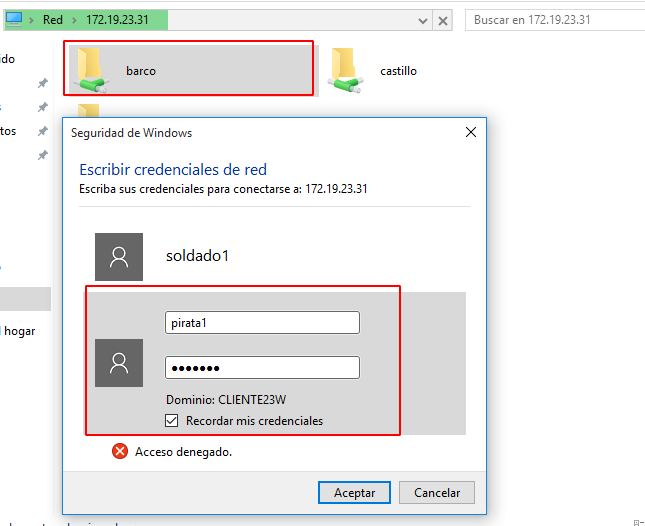 Red
172.19.23.31
Buscar en 172.19.23.31
ido
tos
hogar
barco
castillo
Seguridad de Windows
Escribir credenciales de red
Escriba sus credenciales para conectarse a: 172.19.23.31
soldado1
pirata1
●●●●●●●
Dominio: CLIENTE23W
Recordar mis credenciales
Acceso denegado.
Aceptar
Cancelar